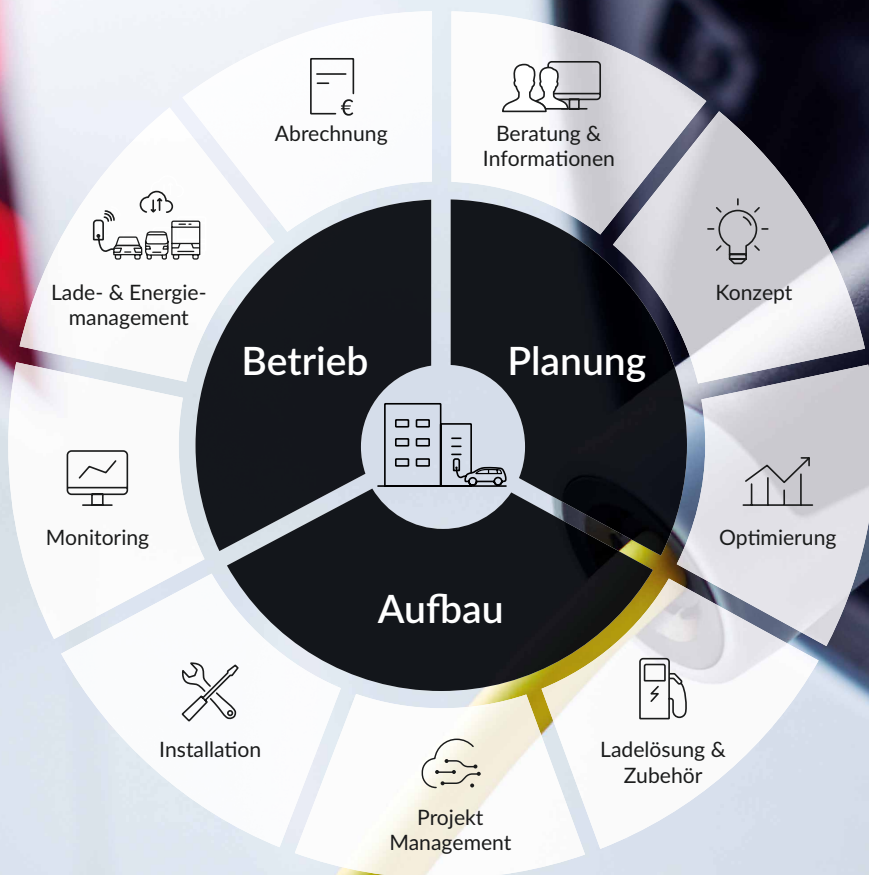 Abrechnung
Beratung &
Informationen
Lade- & Energie-
management
Konzept
Betrieb
Planung
Monitoring
Optimierung
Aufbau
Installation
Ladelösung &
Zubehör
Projekt
Management
€